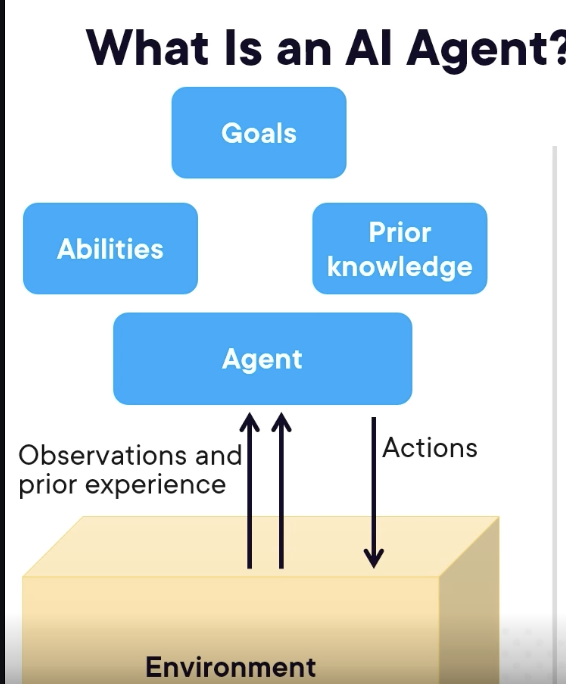 What Is an AI Agent?
Goals
Abilities
Prior
knowledge
Agent
Observations and
prior experience
Actions
Environment